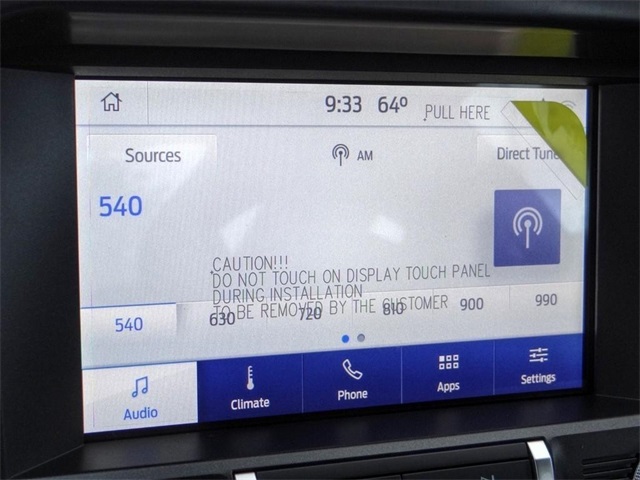 9:33 64º PULL HERE
Sources AM Direct Tune
540
CAUTION!!!
DO NOT TOUCH ON DISPLAY TOUCH PANEL
DURING INSTALLATION
TO BE REMOVED BY THE CUSTOMER
540 630 720 810 900 990
Audio Climate Phone Apps Settings